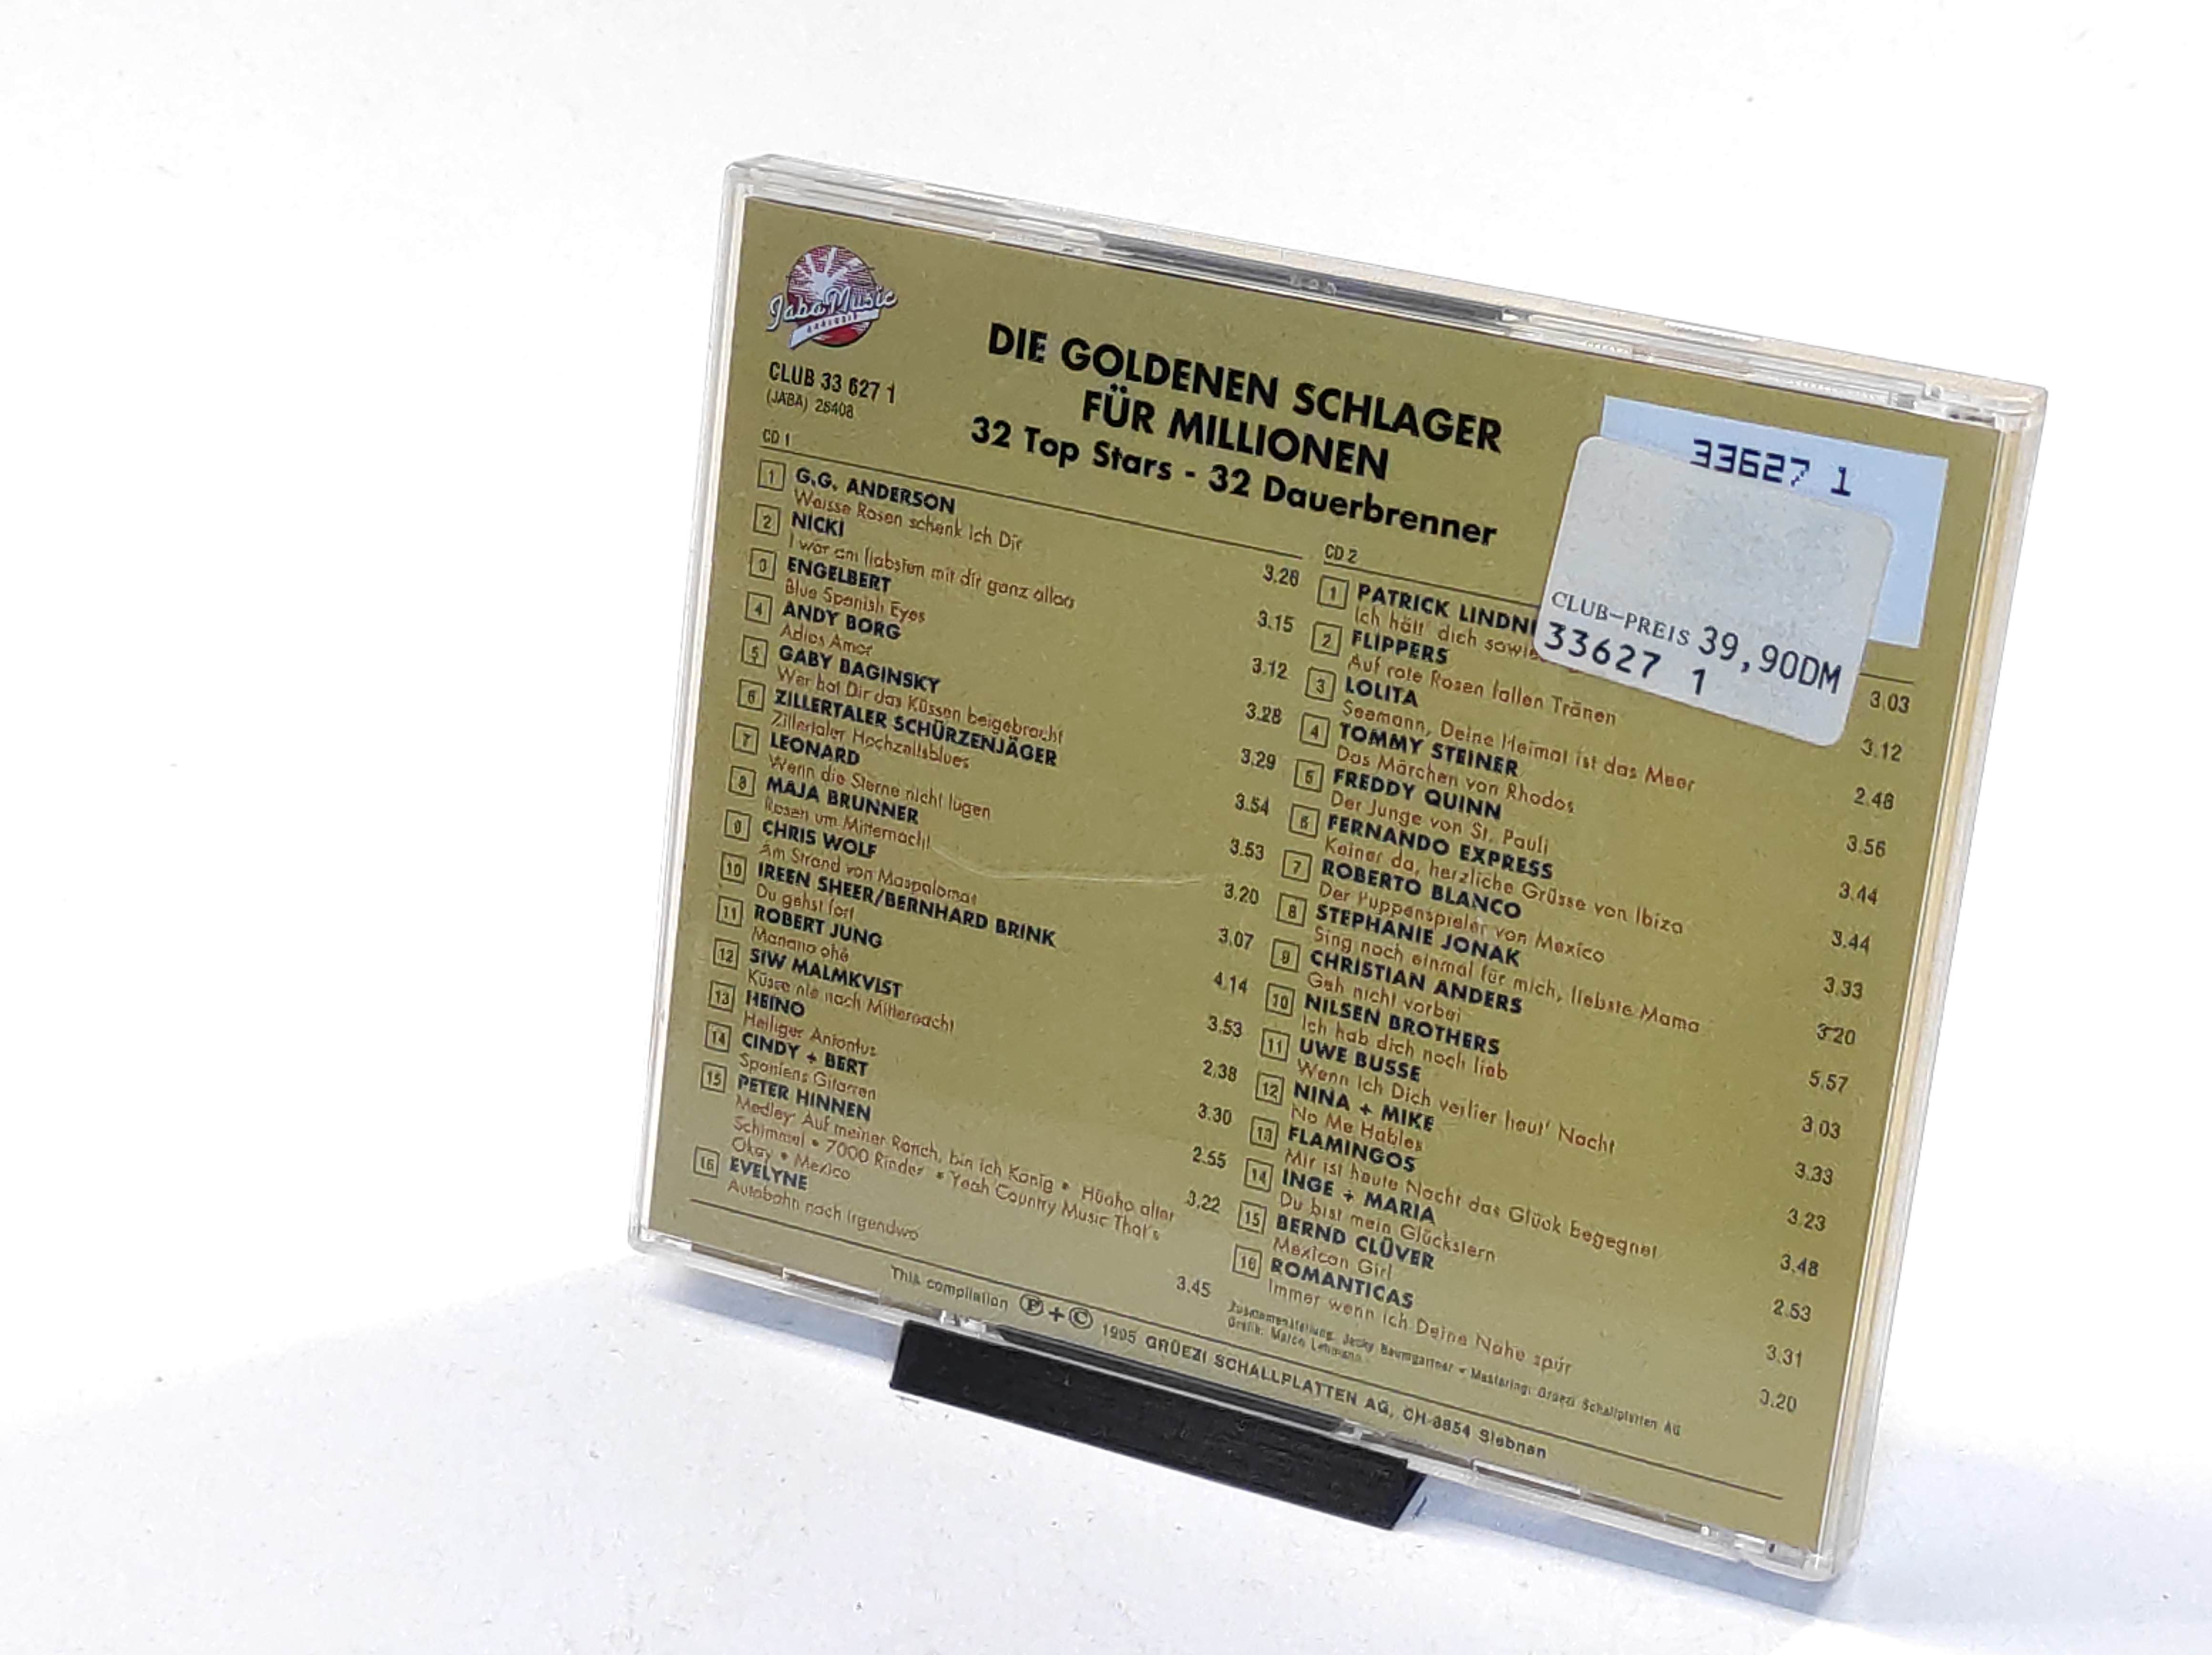 Jaba Music
CLUB 33 627 1
(JABA) 26408
DIE GOLDENEN SCHLAGER
FÜR MILLIONEN
32 Top Stars - 32 Dauerbrenner
33627 1
CLUB-PREIS 39,90DM
33627 1
CD 1
1 G.G. ANDERSON
Weisse Rosen schenk ich Dir 3.28
2 NICKI
I wär am liabsten mit dir ganz alloa 3.15
3 ENGELBERT
Blue Spanish Eyes 3.12
4 ANDY BORG
Adios Amor 3.28
5 GABY BAGINSKY
Wer hat Dir das Küssen beigebracht 3.29
6 ZILLERTALER SCHÜRZENJÄGER
Zillertaler Hochzeitsblues 3.54
7 LEONARD
Wenn die Sterne nicht lügen 3.53
8 MAJA BRUNNER
Rosen um Mitternacht 3.20
9 CHRIS WOLF
Am Strand von Maspalomas 3.07
10 IREEN SHEER/BERNHARD BRINK
Du gehst fort 4.14
11 ROBERT JUNG
Manana ohé 3.53
12 SIW MALMKVIST
Küsse nie nach Mitternacht 2.38
13 HEINO
Heiliger Antonius 3.30
14 CINDY + BERT
Spaniens Gitarren 2.55
15 PETER HINNEN
Medley: Auf meiner Ranch, bin ich König • Hüaho alter
Schimmel • 7000 Rinder • Yeah Country Music That's
Okay • Mexico 3.22
16 EVELYNE
Autobahn nach Irgendwo 3.45
CD 2
1 PATRICK LINDN
Ich hätt' dich sowie 3.03
2 FLIPPERS
Auf rote Rosen fallen Tränen 3.12
3 LOLITA
Seemann, Deine Heimat ist das Meer 2.48
4 TOMMY STEINER
Das Märchen von Rhodos 3.56
5 FREDDY QUINN
Der Junge von St. Pauli 3.44
6 FERNANDO EXPRESS
Keiner da, herzliche Grüsse von Ibiza 3.44
7 ROBERTO BLANCO
Der Puppenspieler von Mexico 3.33
8 STEPHANIE JONAK
Sing noch einmal für mich, liebste Mama 3.20
9 CHRISTIAN ANDERS
Geh nicht vorbei 5.57
10 NILSEN BROTHERS
Ich hab dich noch lieb 3.03
11 UWE BUSSE
Wenn ich Dich verlier heut' Nacht 3.33
12 NINA + MIKE
No Me Hables 3.23
13 FLAMINGOS
Mir ist heute Nacht das Glück begegnet 3.48
14 INGE + MARIA
Du bist mein Glückstern 2.53
15 BERND CLÜVER
Mexican Girl 3.31
16 ROMANTICAS
Immer wenn ich Deine Nähe spür 3.20
Zusammenstellung: Jacky Baumgartner - Mastering: Grüezi Schallplatten AG
Grafik: Marco Lehmann
This compilation Ⓟ+© 1995 GRÜEZI SCHALLPLATTEN AG, CH-8854 Siebnen